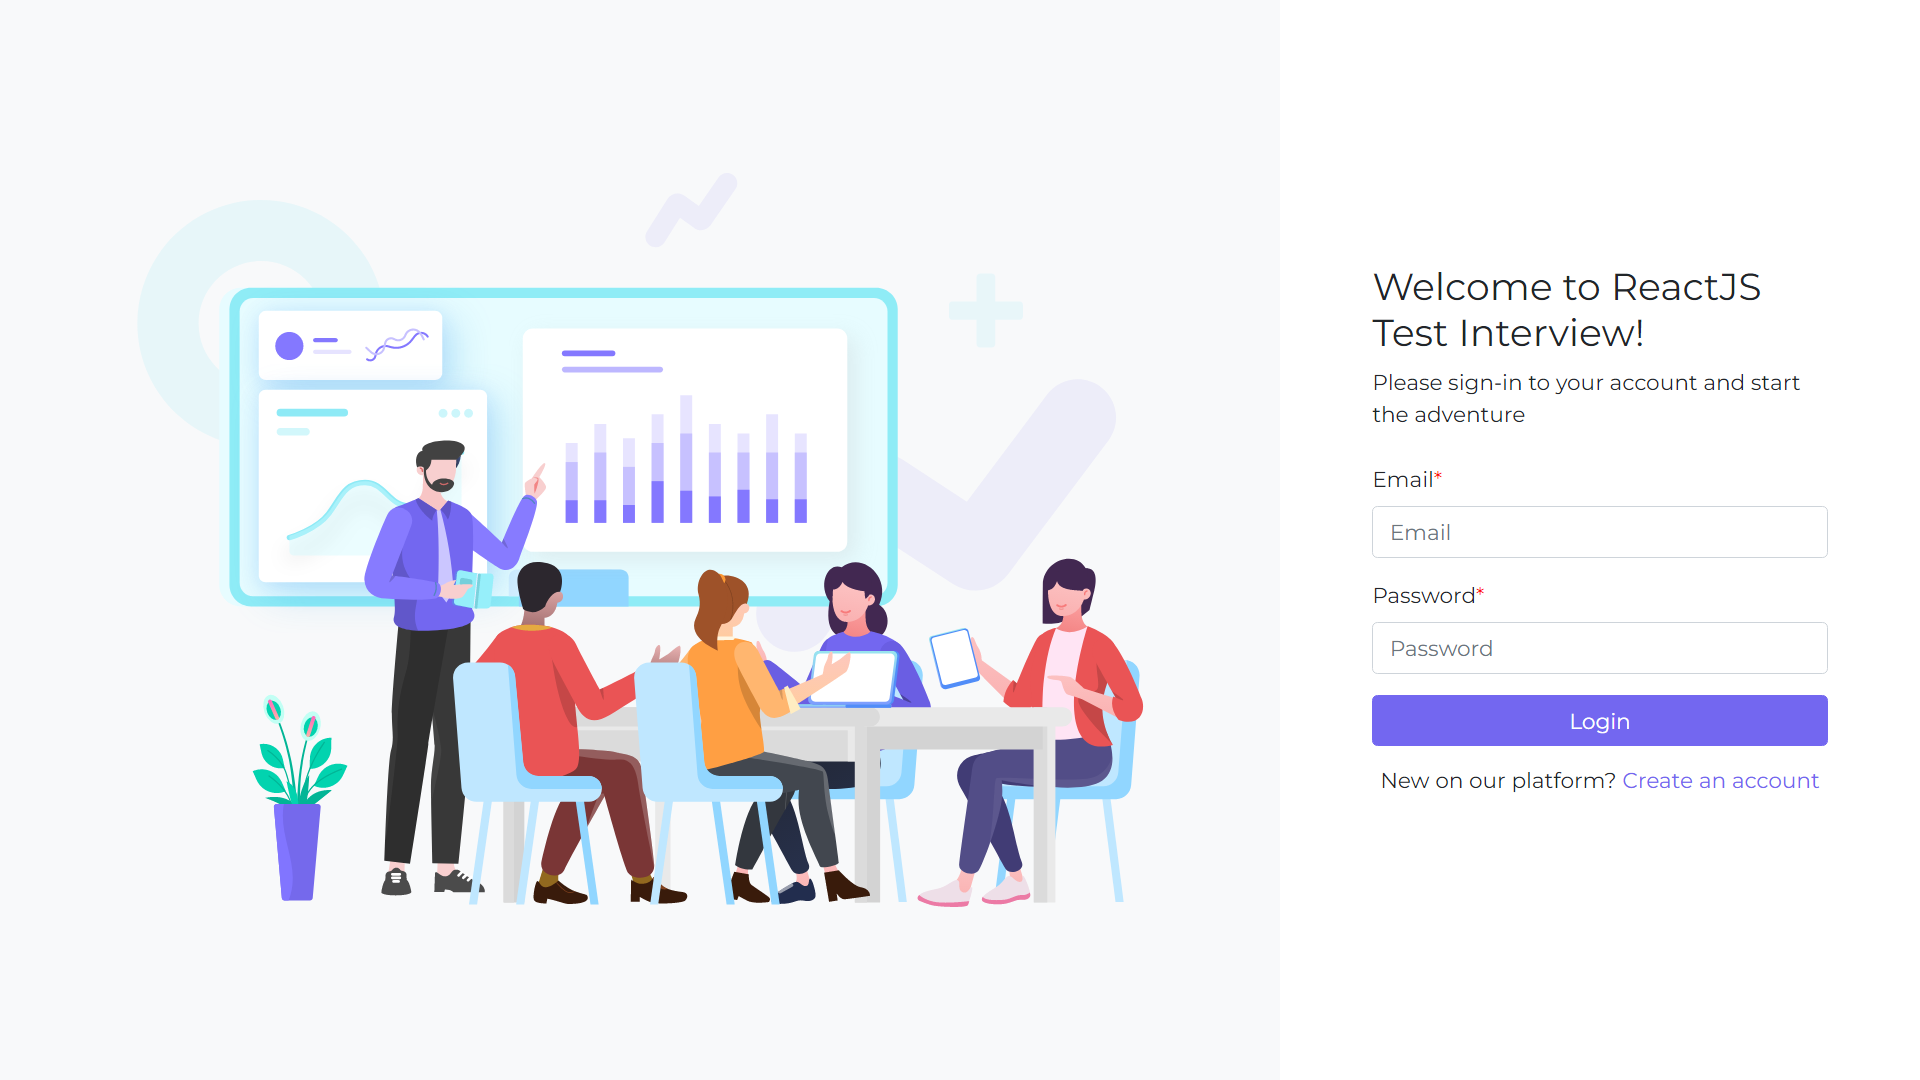 Welcome to ReactJS
Test Interview!
Please sign-in to your account and start
the adventure
Email*
Email
Password*
Password
Login
New on our platform? Create an account